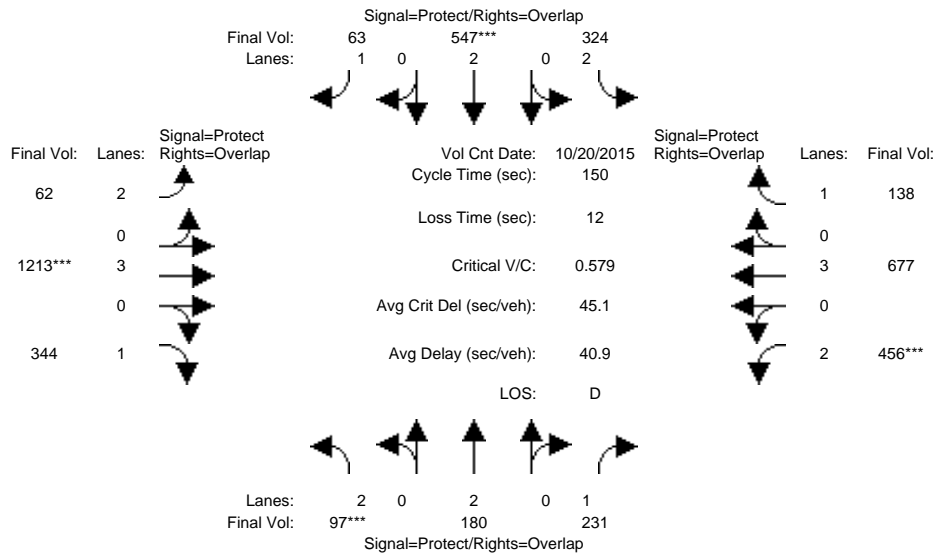 Signal=Protect/Rights=Overlap
Final Vol: 63 547*** 324
Lanes: 1 0 2 0 2
Signal=Protect
Final Vol: Lanes: Rights=Overlap
Vol Cnt Date: 10/20/2015
Signal=Protect
Rights=Overlap Lanes: Final Vol:
Cycle Time (sec): 150
62 2
1 138
Loss Time (sec): 12
0
0
1213*** 3
Critical V/C: 0.579
3 677
0
Avg Crit Del (sec/veh): 45.1
0
344 1
Avg Delay (sec/veh): 40.9
2 456***
LOS: D
Lanes: 2 0 2 0 1
Final Vol: 97*** 180 231
Signal=Protect/Rights=Overlap